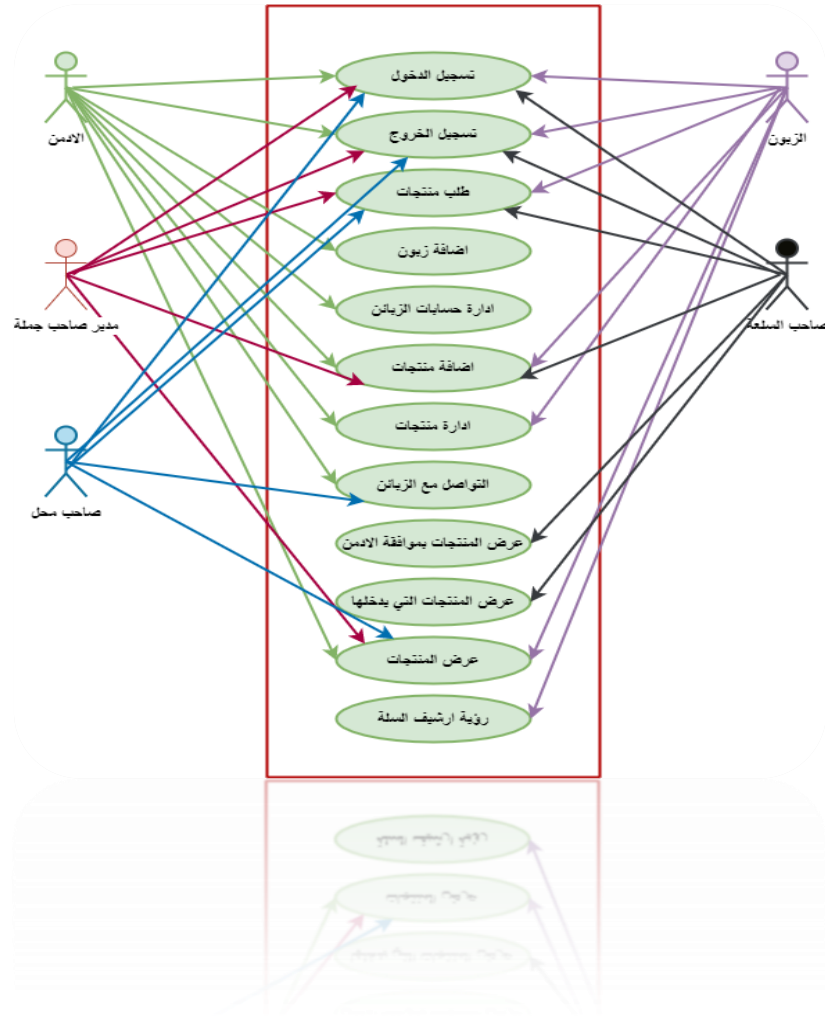 تسجيل الدخول
الادمن
الزبون
تسجيل الخروج
طلب منتجات
اضافة زبون
مدير صاحب جملة
ادارة حسابات الزبائن
صاحب السلعة
اضافة منتجات
ادارة منتجات
صاحب محل
التواصل مع الزبائن
عرض المنتجات بموافقة الادمن
عرض المنتجات التي يدخلها
عرض المنتجات
رؤية ارشيف السلة